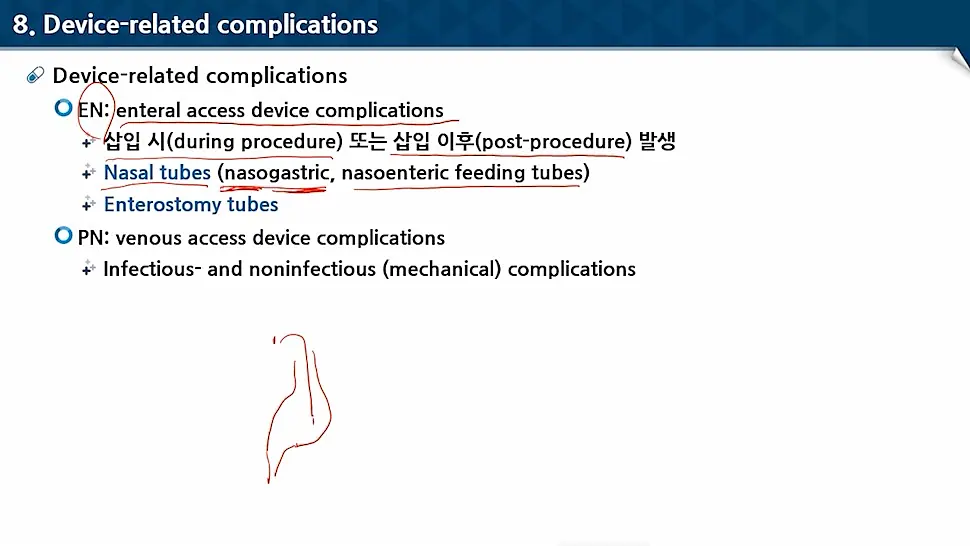 8. Device-related complications
Device-related complications
EN: enteral access device complications
삽입 시(during procedure) 또는 삽입 이후(post-procedure) 발생
Nasal tubes (nasogastric, nasoenteric feeding tubes)
Enterostomy tubes
PN: venous access device complications
Infectious- and noninfectious (mechanical) complications